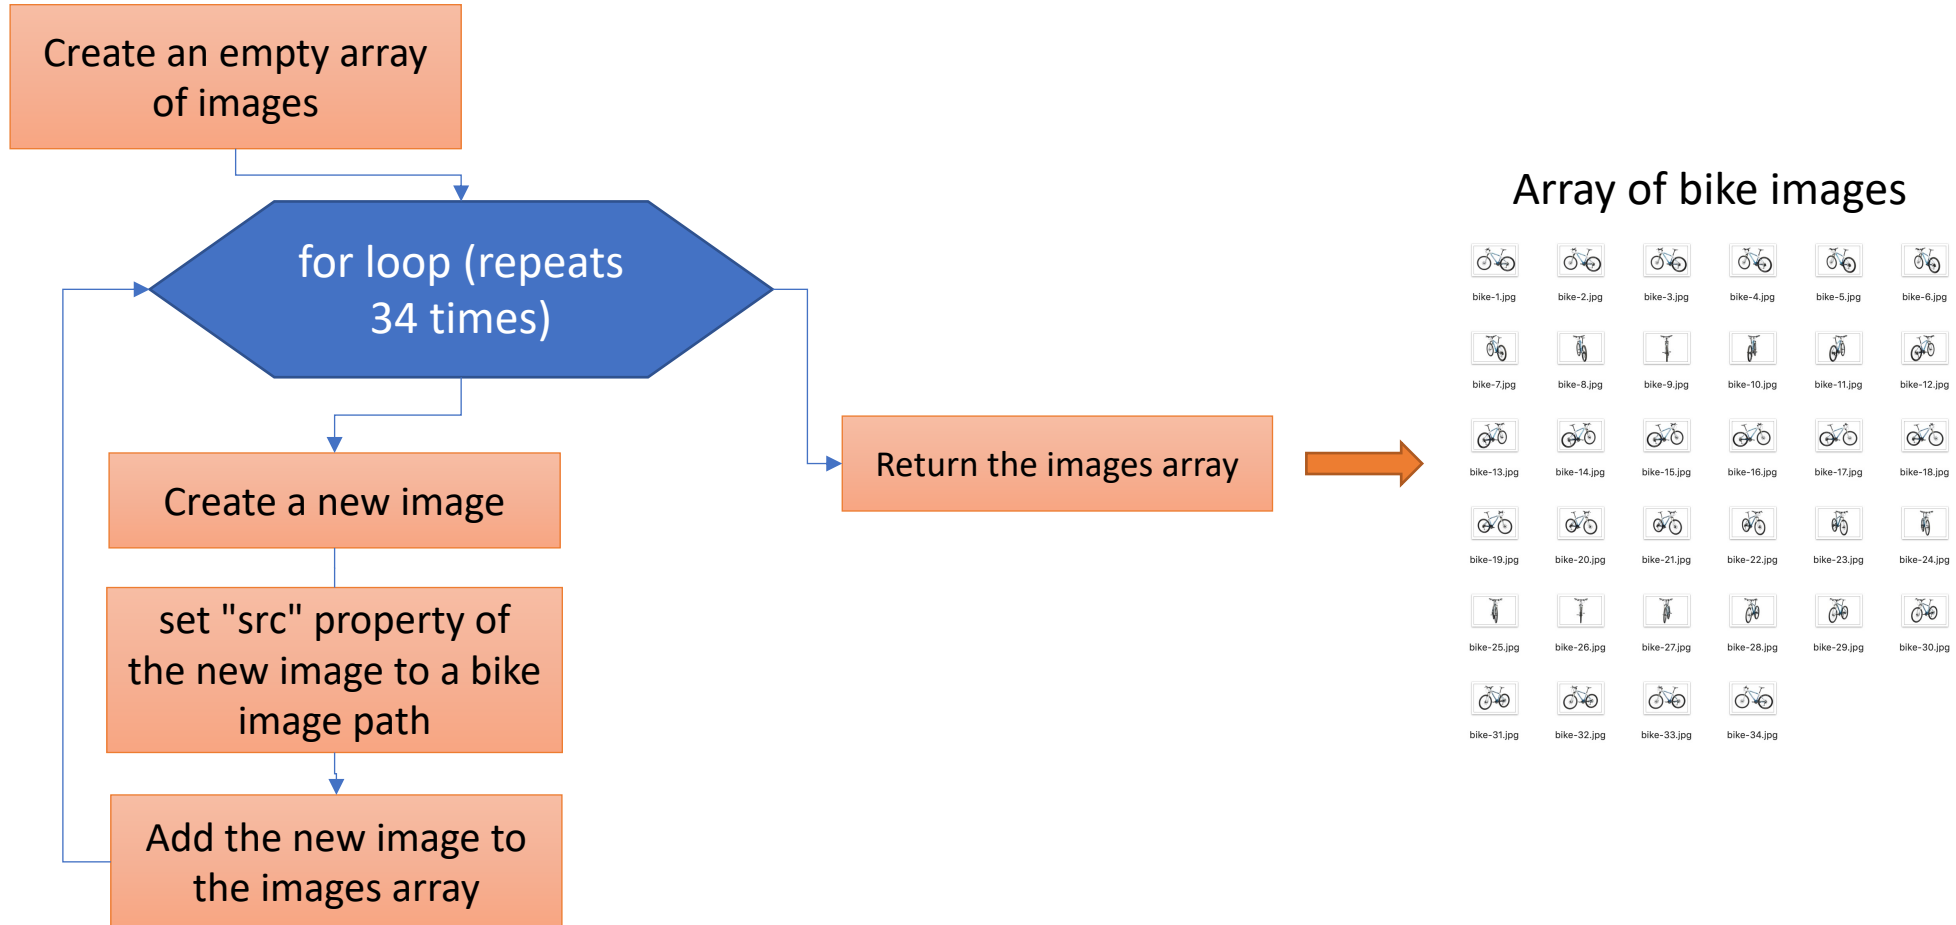 Create an empty array
of images
for loop (repeats
34 times)
Create a new image
set "src" property of
the new image to a bike
image path
Add the new image to
the images array
Return the images array
Array of bike images
bike-1.jpg bike-2.jpg bike-3.jpg bike-4.jpg bike-5.jpg bike-6.jpg
bike-7.jpg bike-8.jpg bike-9.jpg bike-10.jpg bike-11.jpg bike-12.jpg
bike-13.jpg bike-14.jpg bike-15.jpg bike-16.jpg bike-17.jpg bike-18.jpg
bike-19.jpg bike-20.jpg bike-21.jpg bike-22.jpg bike-23.jpg bike-24.jpg
bike-25.jpg bike-26.jpg bike-27.jpg bike-28.jpg bike-29.jpg bike-30.jpg
bike-31.jpg bike-32.jpg bike-33.jpg bike-34.jpg